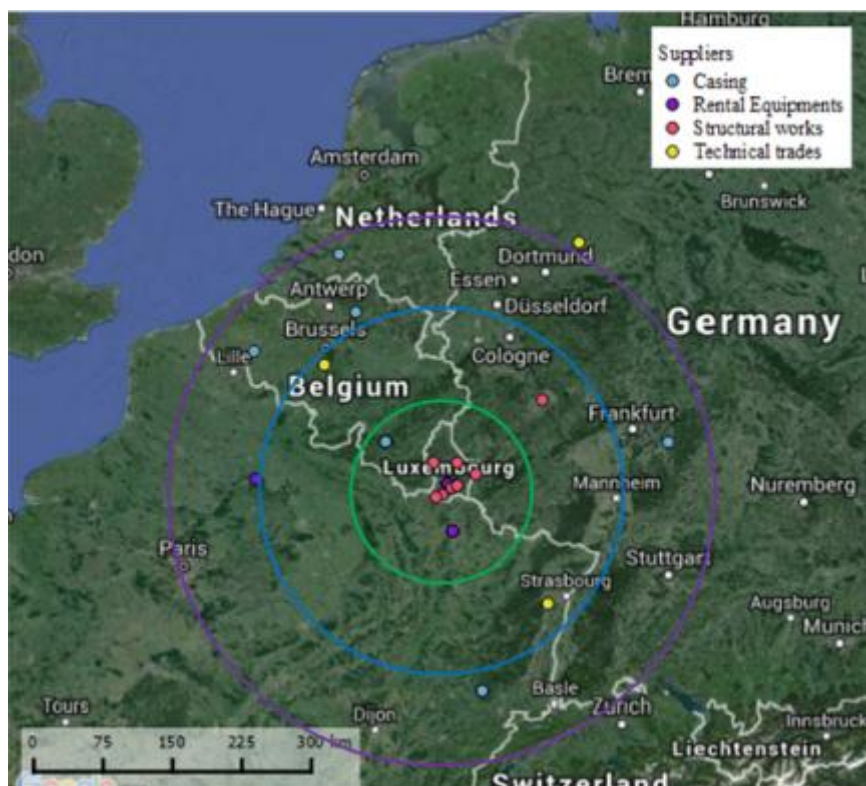 Hamburg
Suppliers
Casing
Rental Equipments
Structural works
Technical trades
Brem
Amsterdam
Brunswick
The Hague
Netherlands
don
Dortmund
Essen
Antwerp
Düsseldorf
Germany
Brussels
Lille
Cologne
Belgium
Frankfurt
Luxembourg
Mannheim
Nuremberg
Paris
Stuttgart
Strasbourg
Augsburg
Munich
Basle
Tours
Dijon
Zürich
Innsbruck
0 75 150 225 300 km
Liechtenstein
Switzerland